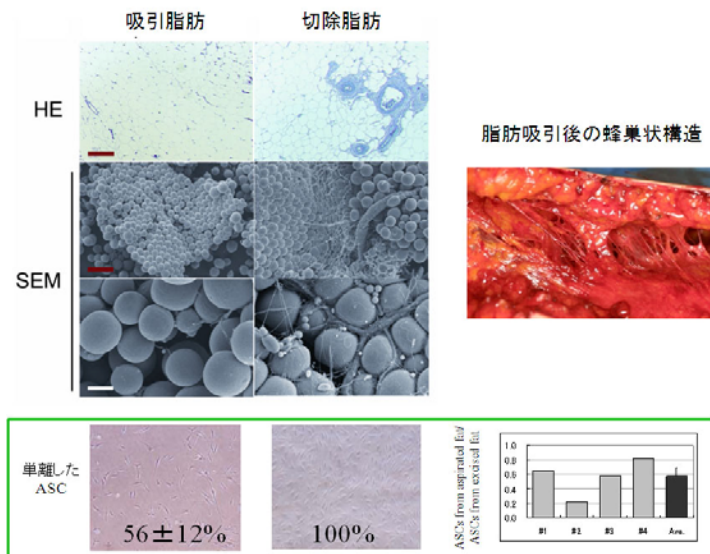 吸引脂肪
切除脂肪
HE
脂肪吸引後の蜂巣状構造
SEM
単離した
ASC
56±12%
100%
ASCs from aspirated fat/
ASCs from excised fat
1.0
0.8
0.6
0.4
0.2
0.0
#1
#2
#3
#4
Ave.